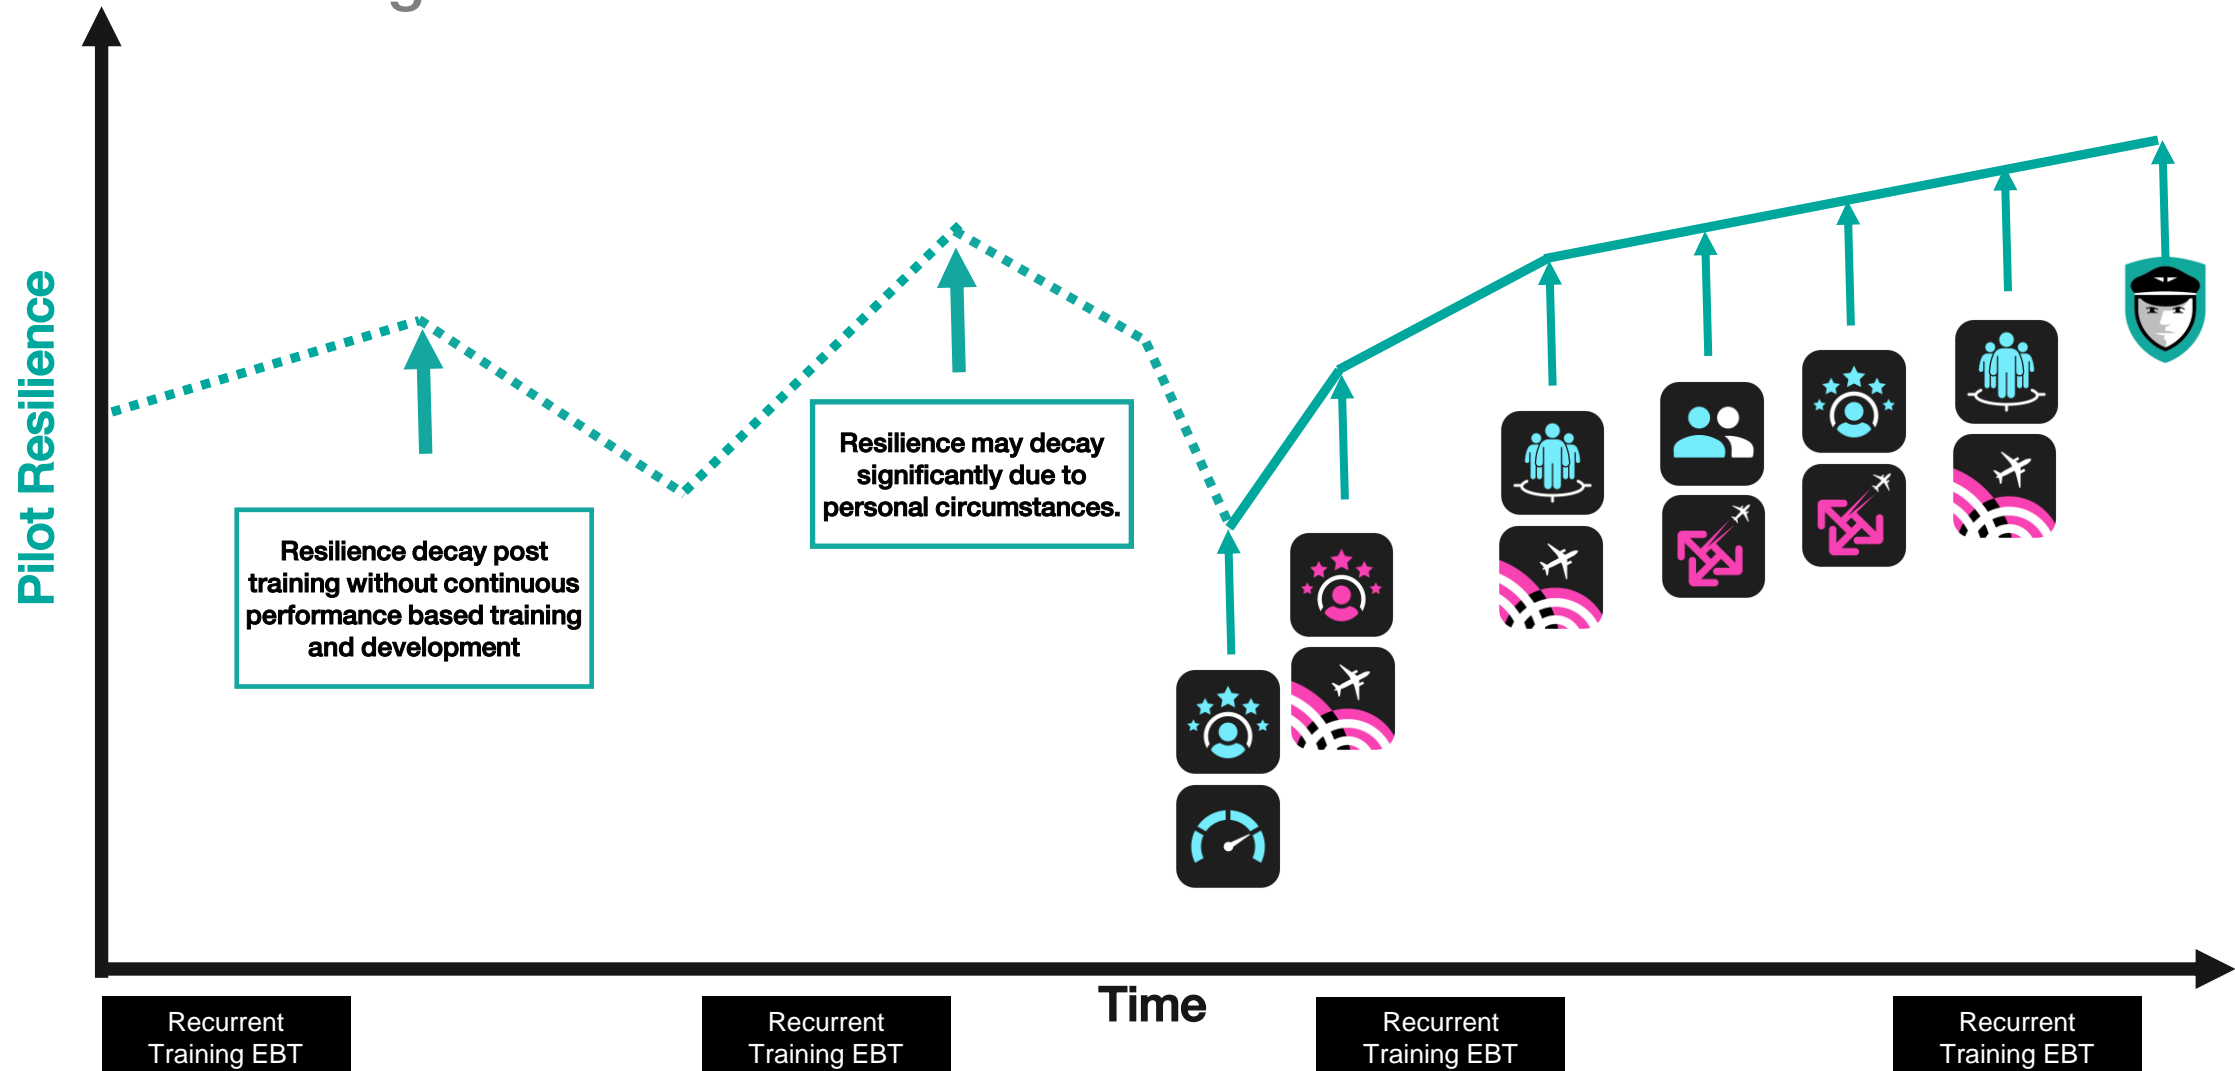 Pilot Resilience
Resilience decay post
training without continuous
performance based training
and development
Resilience may decay
significantly due to
personal circumstances.
Time
Recurrent
Training EBT
Recurrent
Training EBT
Recurrent
Training EBT
Recurrent
Training EBT